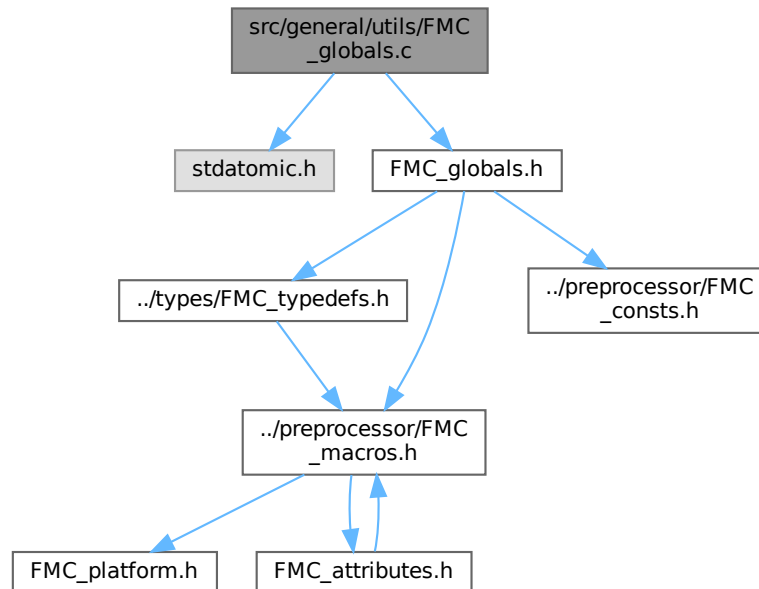 src/general/utils/FMC
_globals.c
stdatomic.h
FMC_globals.h
../types/FMC_typedefs.h
../preprocessor/FMC
_consts.h
../preprocessor/FMC
_macros.h
FMC_platform.h
FMC_attributes.h